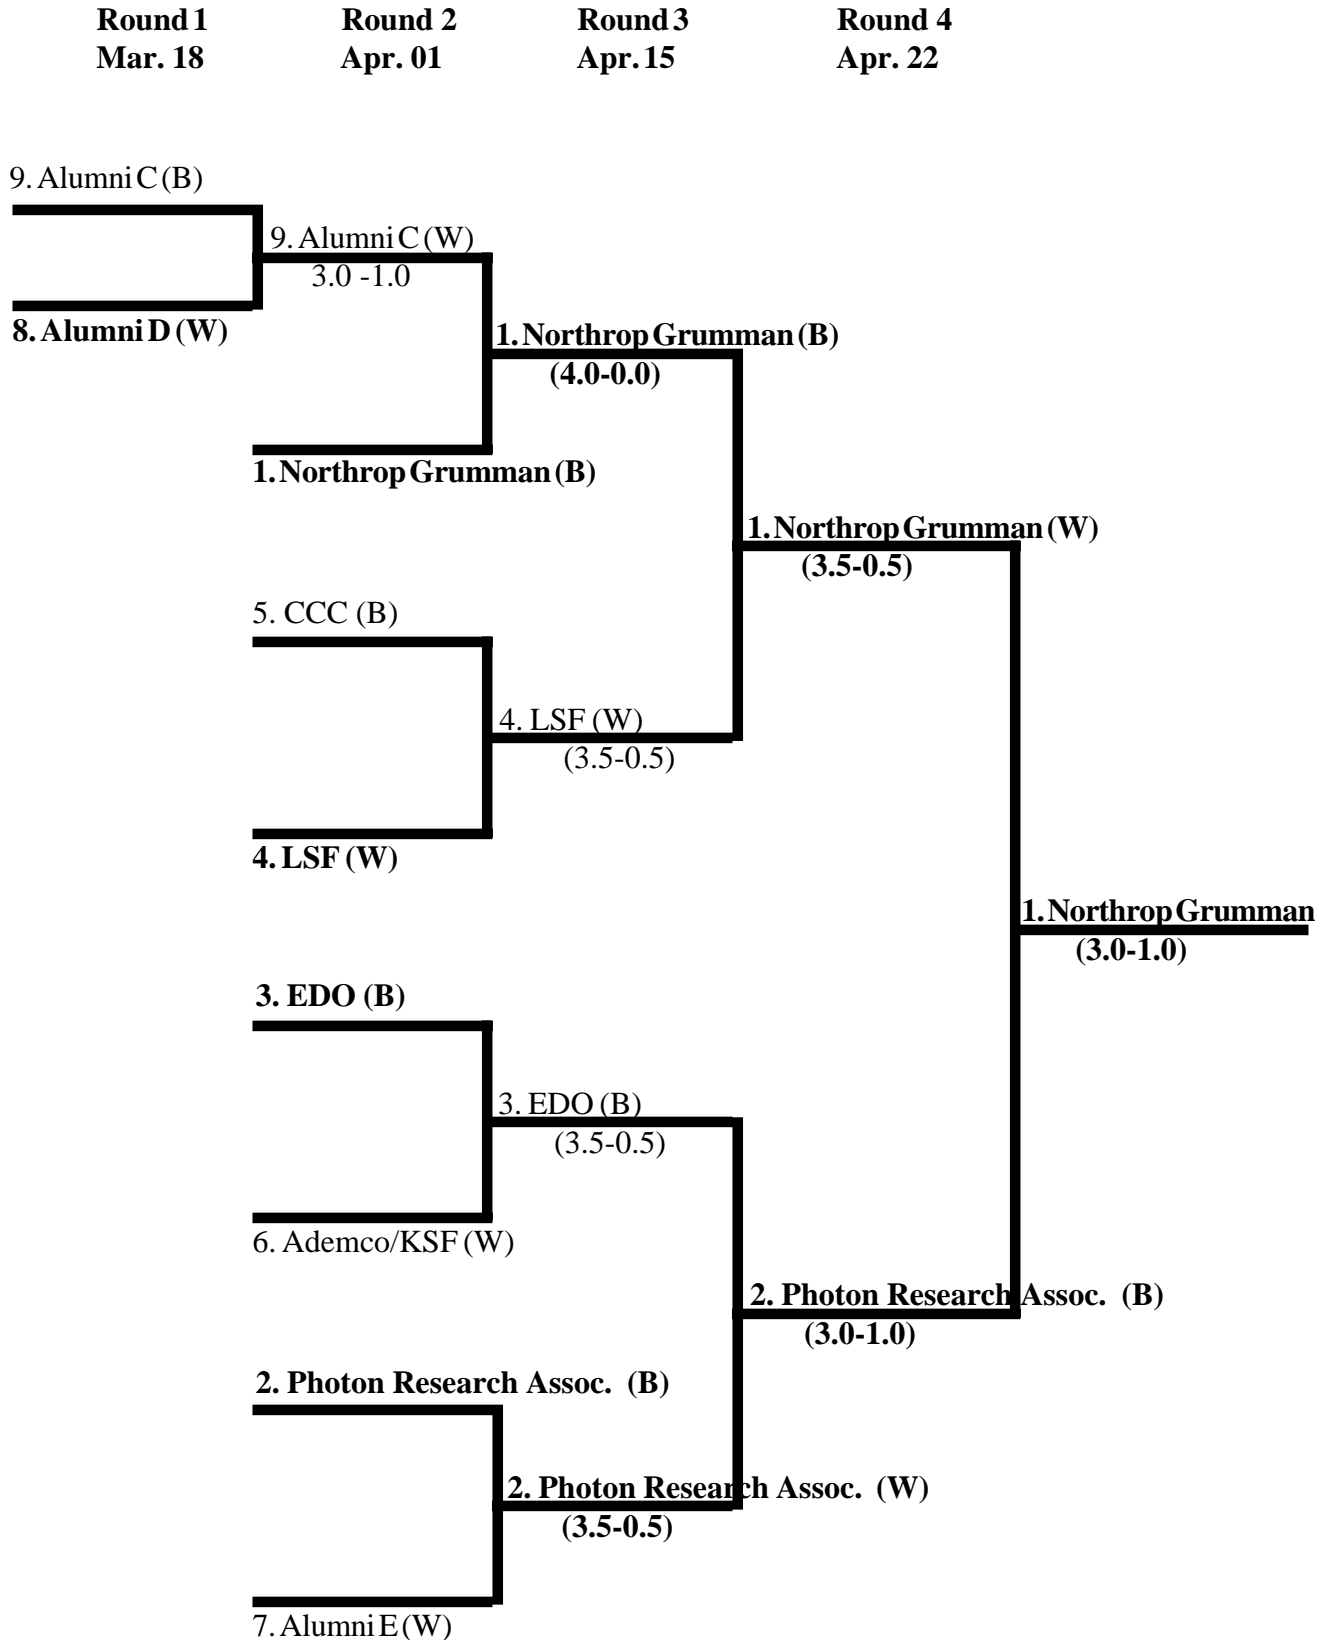 Round 1 Round 2 Round 3 Round 4
Mar. 18 Apr. 01 Apr. 15 Apr. 22
9. Alumni C (B)
9. Alumni C (W)
3.0 -1.0
8. Alumni D (W)
1. Northrop Grumman (B)
(4.0-0.0)
1. Northrop Grumman (B)
1. Northrop Grumman (W)
(3.5-0.5)
5. CCC (B)
4. LSF (W)
(3.5-0.5)
4. LSF (W)
1. Northrop Grumman
(3.0-1.0)
3. EDO (B)
3. EDO (B)
(3.5-0.5)
6. Ademco/KSF (W)
2. Photon Research Assoc. (B)
(3.0-1.0)
2. Photon Research Assoc. (B)
2. Photon Research Assoc. (W)
(3.5-0.5)
7. Alumni E (W)